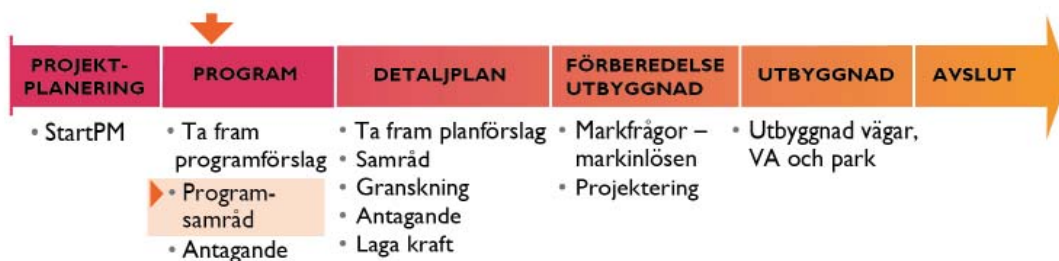 PROJEKT-
PLANERING
PROGRAM
DETALJPLAN
FÖRBEREDELSE
UTBYGGNAD
UTBYGGNAD
AVSLUT
• StartPM
• Ta fram
programförslag
• Program-
samråd
• Antagande
• Ta fram planförslag
• Samråd
• Granskning
• Antagande
• Laga kraft
• Markfrågor –
markinlösen
• Projektering
• Utbyggnad vägar,
VA och park